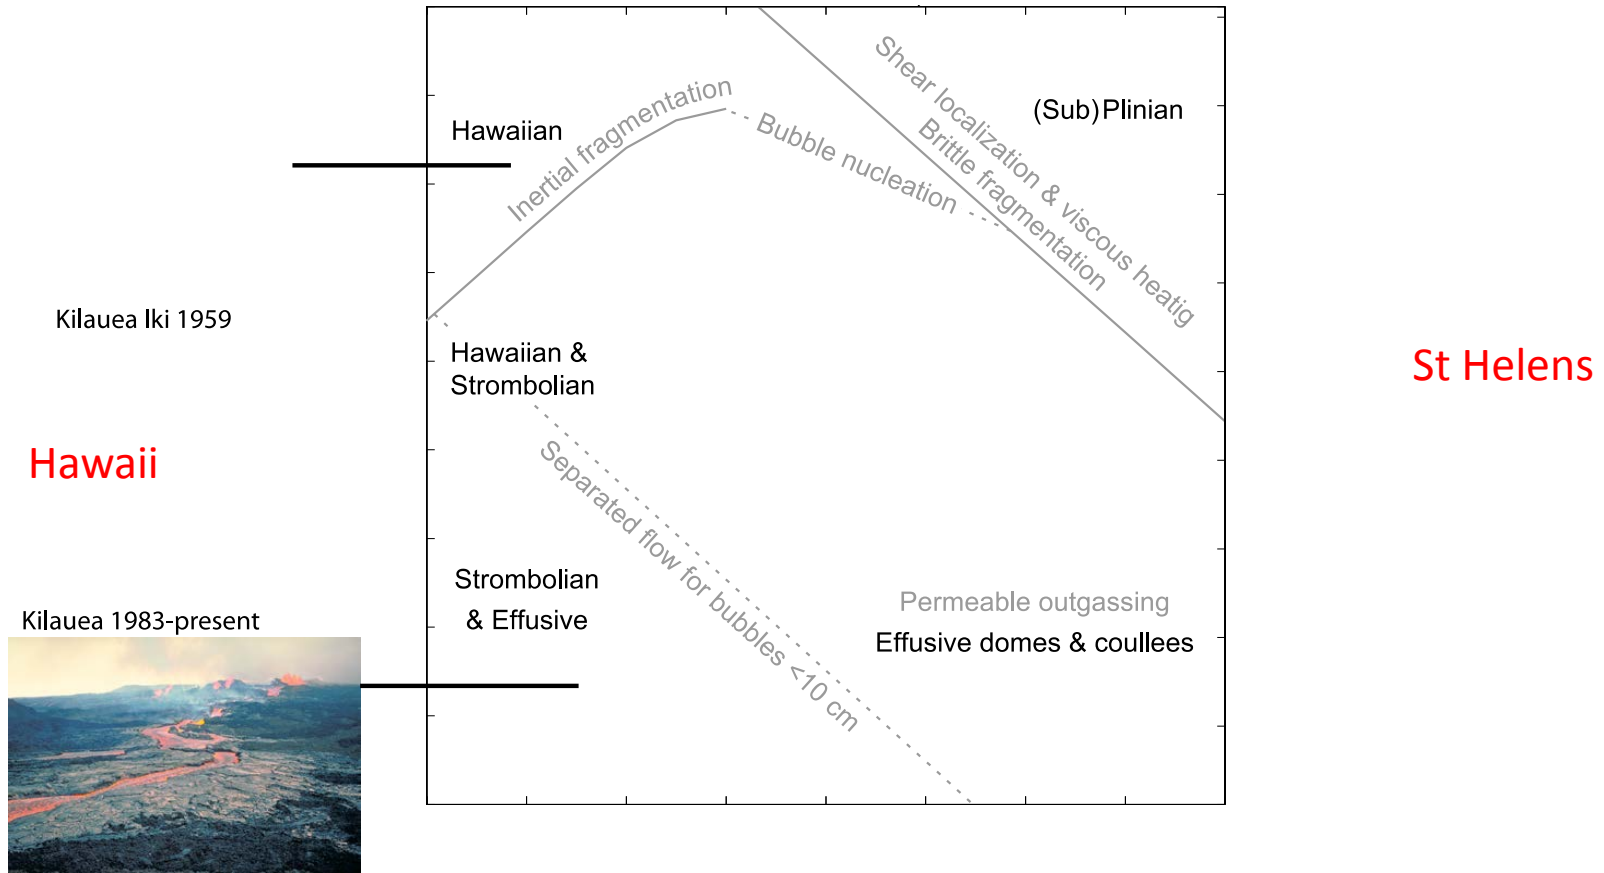 Hawaiian
Inertial fragmentation
Bubble nucleation
Shear localization & viscous heatig
Brittle fragmentation
(Sub)Plinian
Kilauea Iki 1959
Hawaiian &
Strombolian
St Helens
Hawaii
Separated flow for bubbles <10 cm
Strombolian
& Effusive
Permeable outgassing
Effusive domes & coullees
Kilauea 1983-present